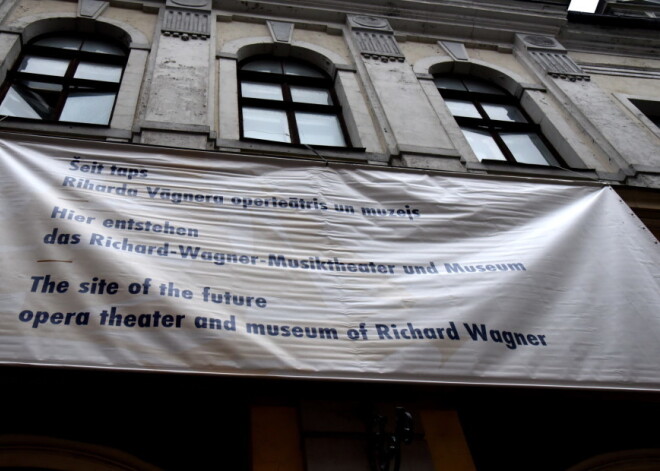 Šeit taps
Riharda Vāgnera operteātris un muzejs
Hier entstehen
das Richard-Wagner-Musiktheater und Museum
The site of the future
opera theater and museum of Richard Wagner